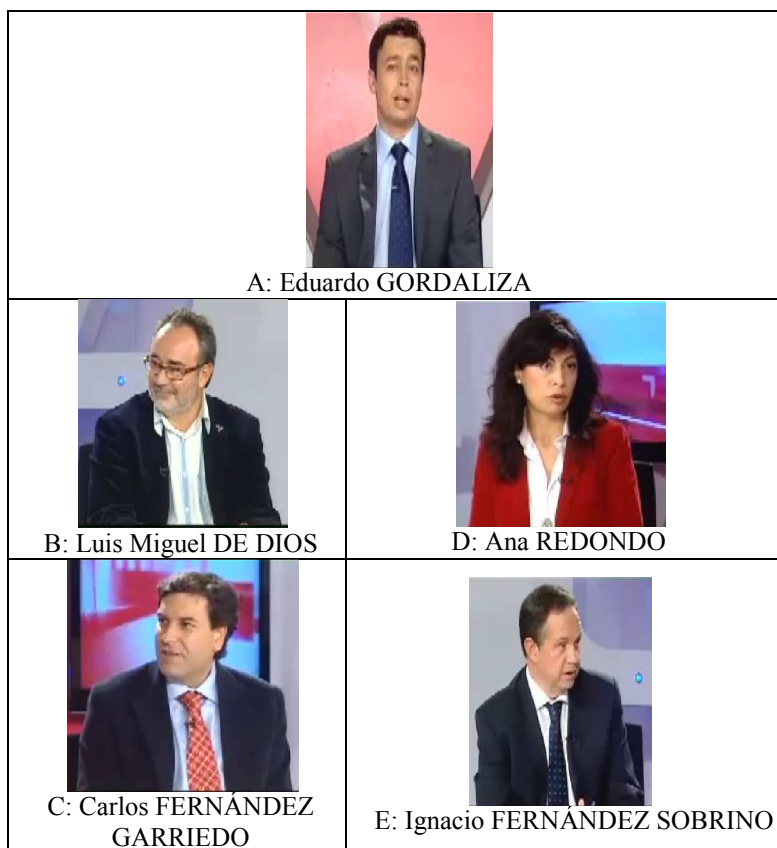 A: Eduardo GORDALIZA
B: Luis Miguel DE DIOS
D: Ana REDONDO
C: Carlos FERNÁNDEZ
GARRIEDO
E: Ignacio FERNÁNDEZ SOBRINO